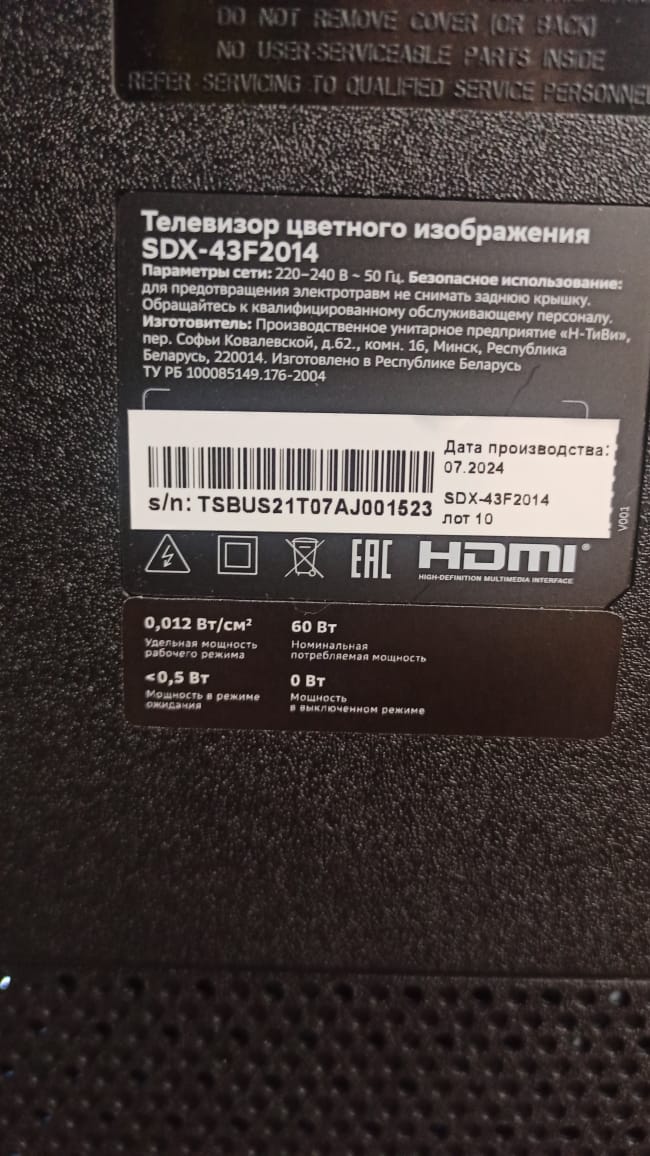 DO NOT REMOVE COVER (OR BACK)
NO USER-SERVICEABLE PARTS INSIDE
REFER SERVICING TO QUALIFIED SERVICE PERSONNEL
Телевизор цветного изображения
SDX-43F2014
Параметры сети: 220–240 В ~ 50 Гц. Безопасное использование:
для предотвращения электротравм не снимать заднюю крышку.
Обращайтесь к квалифицированному обслуживающему персоналу.
Изготовитель: Производственное унитарное предприятие «Н-ТиВи»,
пер. Софьи Ковалевской, д.62., комн. 16, Минск, Республика
Беларусь, 220014. Изготовлено в Республике Беларусь
ТУ РБ 100085149.176-2004
Дата производства:
07.2024
s/n: TSBUS21T07AJ001523
SDX-43F2014
лот 10
V001
EAC
HDMI®
HIGH-DEFINITION MULTIMEDIA INTERFACE
0,012 Вт/см²
Удельная мощность
рабочего режима
60 Вт
Номинальная
потребляемая мощность
<0,5 Вт
Мощность в режиме
ожидания
0 Вт
Мощность
в выключенном режиме